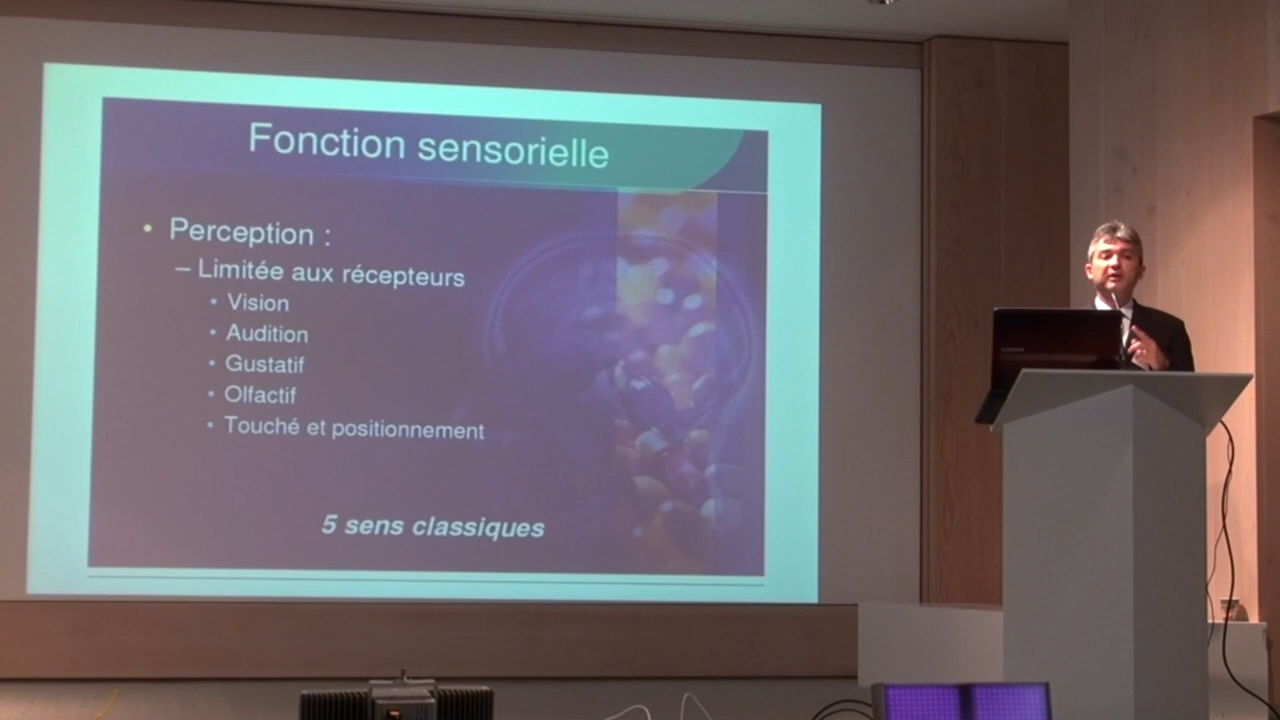 Fonction sensorielle
• Perception :
– Limitée aux récepteurs
• Vision
• Audition
• Gustatif
• Olfactif
• Touché et positionnement
5 sens classiques